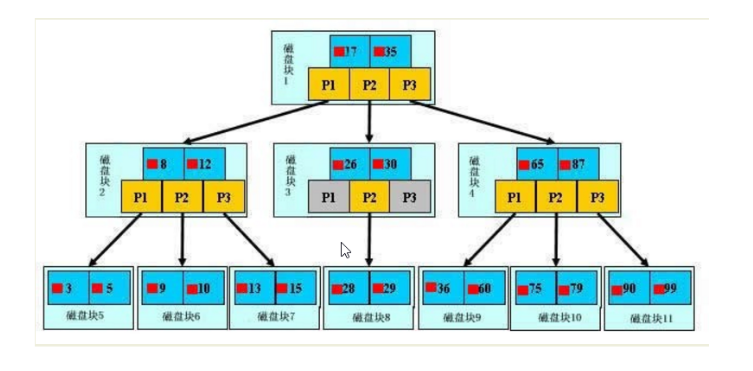 磁盘块1
17 35
P1 P2 P3
磁盘块2
8 12
P1 P2 P3
磁盘块3
26 30
P1 P2 P3
磁盘块4
65 87
P1 P2 P3
3 5
磁盘块5
9 10
磁盘块6
13 15
磁盘块7
28 29
磁盘块8
36 60
磁盘块9
75 79
磁盘块10
90 99
磁盘块11